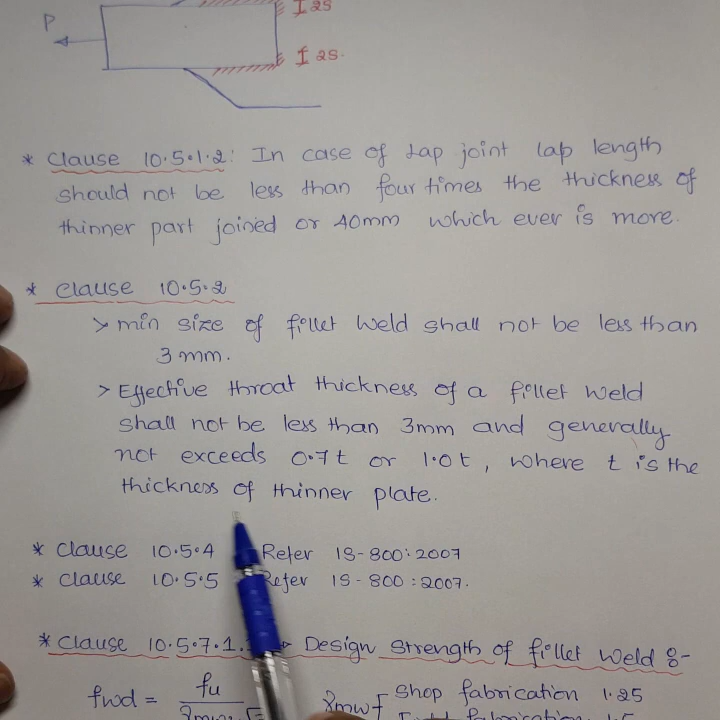 P
I 2S
I 2S.
* Clause 10.5.1.2: In case of Lap joint lap length
should not be less than four times the thickness of
thinner part joined or 40mm which ever is more.
* Clause 10.5.2
> min size of fillet weld shall not be less than
3mm.
> Effective throat thickness of a fillet weld
shall not be less than 3mm and generally
not exceeds 0.7t or 1.0t, where t is the
thickness of thinner plate.
* Clause 10.5.4 Refer IS-800:2007
* Clause 10.5.5 Refer IS-800:2007.
* Clause 10.5.7.1. Design strength of fillet weld :-
fwd = fu γmw Shop fabrication 1.25
fabrication